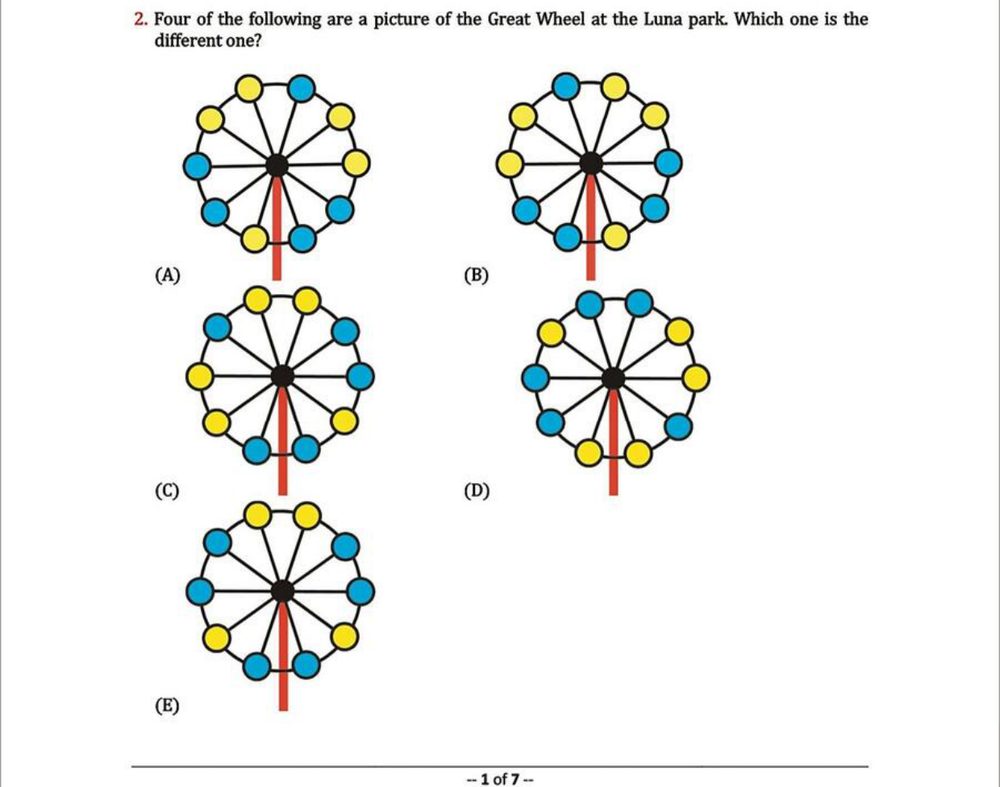 2. Four of the following are a picture of the Great Wheel at the Luna park. Which one is the
different one?
(A)
(B)
(C)
(D)
(E)
-- 1 of 7 --